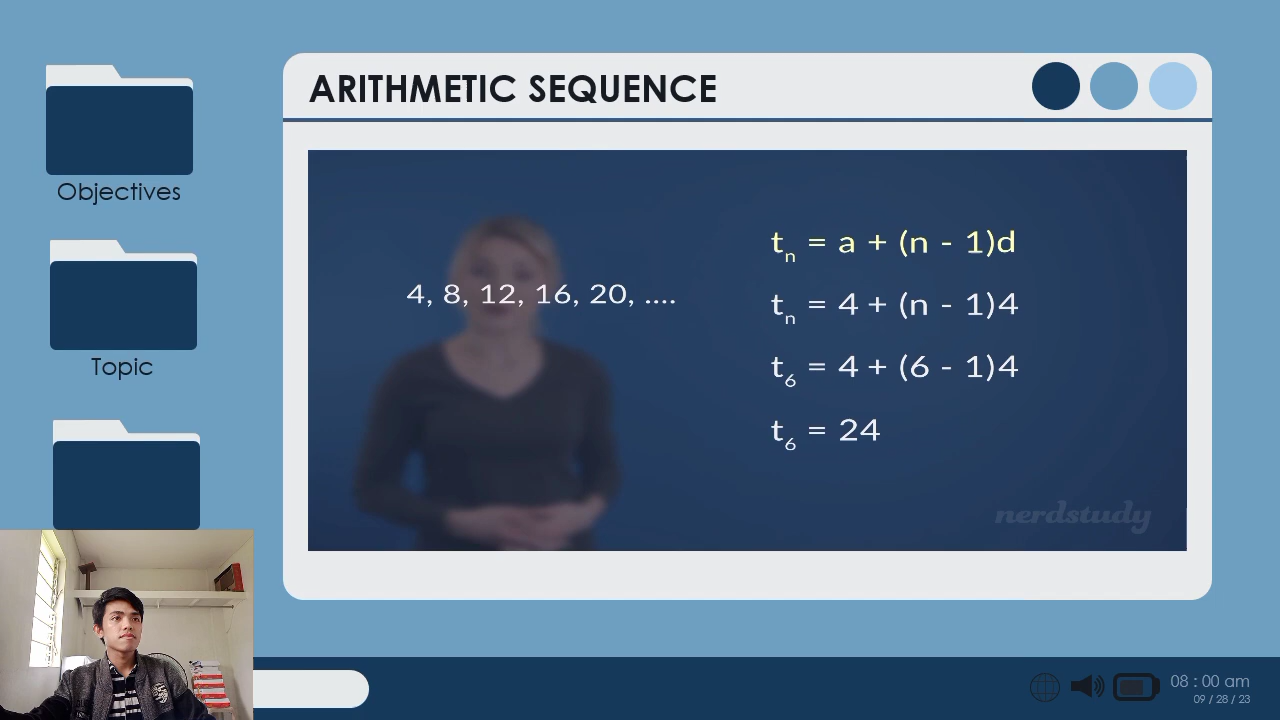 ARITHMETIC SEQUENCE
Objectives
Topic
4, 8, 12, 16, 20, ....
tₙ = a + (n - 1)d
tₙ = 4 + (n - 1)4
t₆ = 4 + (6 - 1)4
t₆ = 24
nerdstudy
08 : 00 am
09 / 28 / 23